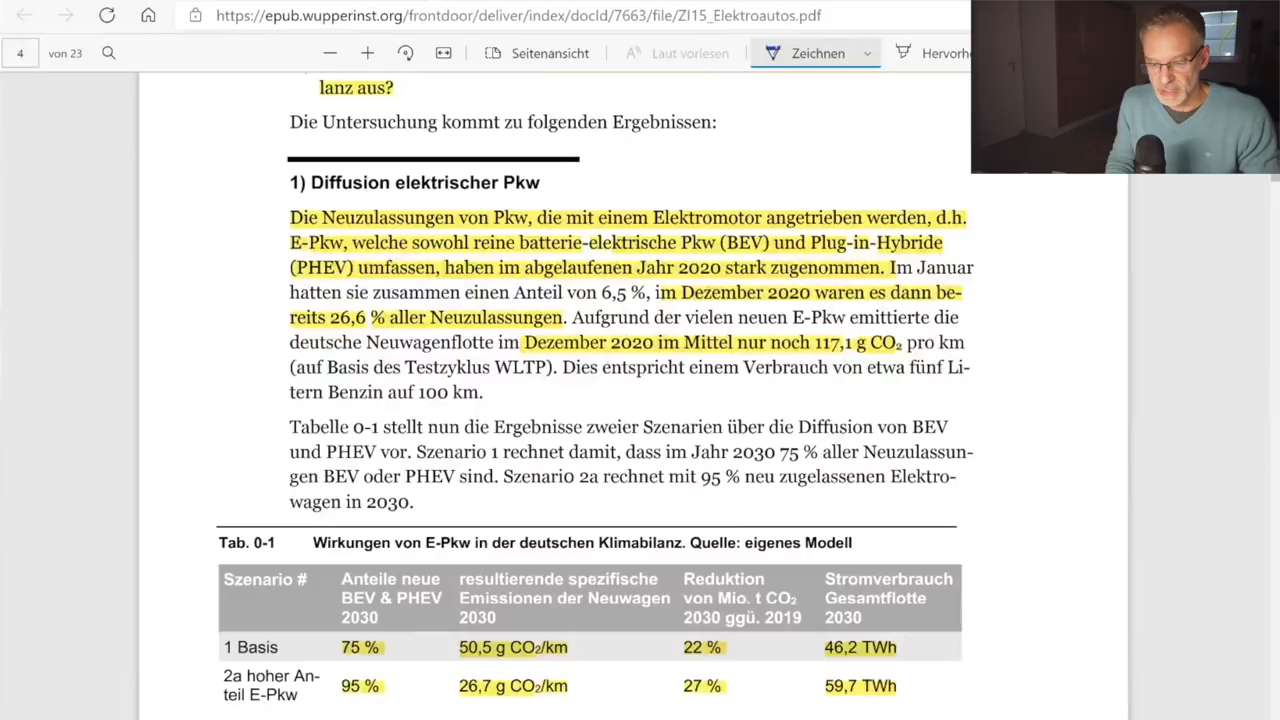 https://epub.wupperinst.org/frontdoor/deliver/index/docId/7663/file/ZI15_Elektroautos.pdf
4 von 23 Seitenansicht Laut vorlesen Zeichnen Hervorh
lanz aus?
Die Untersuchung kommt zu folgenden Ergebnissen:
1) Diffusion elektrischer Pkw
Die Neuzulassungen von Pkw, die mit einem Elektromotor angetrieben werden, d.h.
E-Pkw, welche sowohl reine batterie-elektrische Pkw (BEV) und Plug-in-Hybride
(PHEV) umfassen, haben im abgelaufenen Jahr 2020 stark zugenommen. Im Januar
hatten sie zusammen einen Anteil von 6,5 %, im Dezember 2020 waren es dann be-
reits 26,6 % aller Neuzulassungen. Aufgrund der vielen neuen E-Pkw emittierte die
deutsche Neuwagenflotte im Dezember 2020 im Mittel nur noch 117,1 g CO₂ pro km
(auf Basis des Testzyklus WLTP). Dies entspricht einem Verbrauch von etwa fünf Li-
tern Benzin auf 100 km.
Tabelle 0-1 stellt nun die Ergebnisse zweier Szenarien über die Diffusion von BEV
und PHEV vor. Szenario 1 rechnet damit, dass im Jahr 2030 75 % aller Neuzulassun-
gen BEV oder PHEV sind. Szenario 2a rechnet mit 95 % neu zugelassenen Elektro-
wagen in 2030.
Tab. 0-1 Wirkungen von E-Pkw in der deutschen Klimabilanz. Quelle: eigenes Modell
Szenario # Anteile neue resultierende spezifische Reduktion Stromverbrauch
BEV & PHEV Emissionen der Neuwagen von Mio. t CO₂ Gesamtflotte
2030 2030 2030 ggü. 2019 2030
1 Basis 75 % 50,5 g CO₂/km 22 % 46,2 TWh
2a hoher An-
teil E-Pkw 95 % 26,7 g CO₂/km 27 % 59,7 TWh